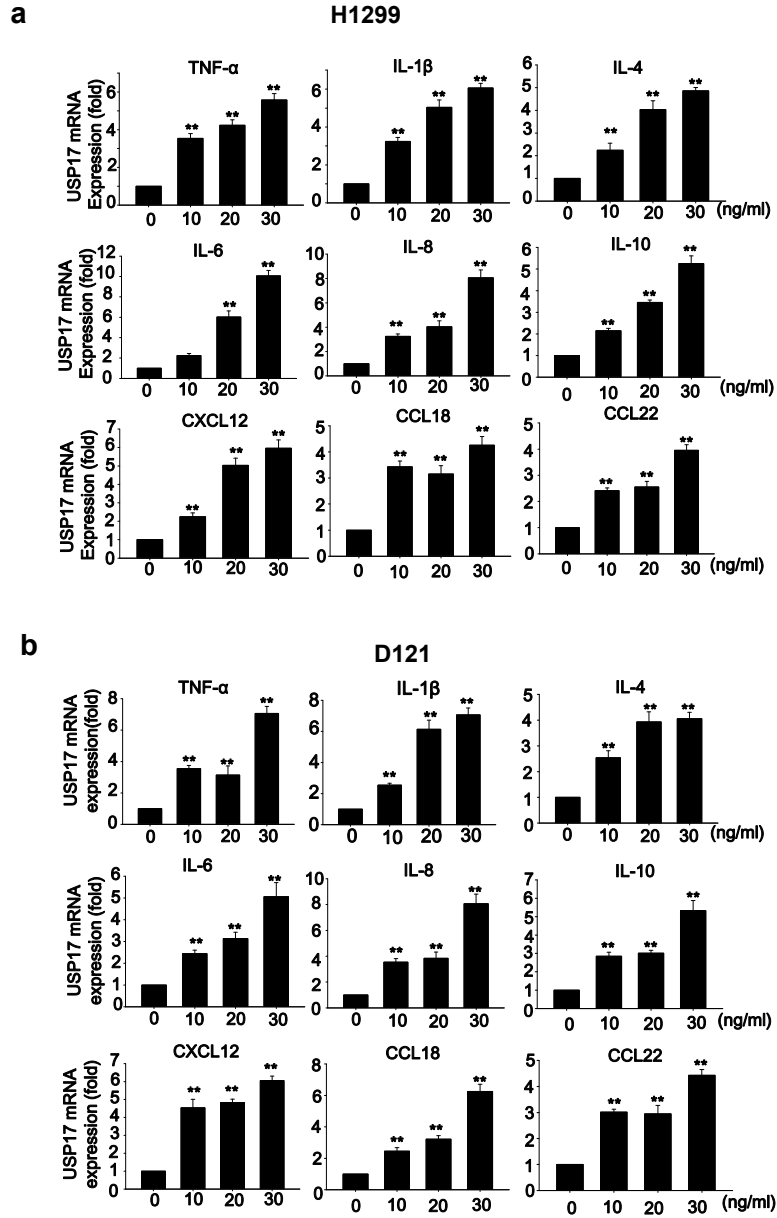 a
H1299
TNF-α
IL-1β
IL-4
USP17 mRNA
Expression (fold)
6
4
2
0
0 10 20 30
6
4
2
0
0 10 20 30
6
5
4
3
2
1
0
0 10 20 30 (ng/ml)
IL-6
IL-8
IL-10
USP17 mRNA
Expression (fold)
12
10
8
6
4
2
0
0 10 20 30
10
8
6
4
2
0
0 10 20 30
6
5
4
3
2
1
0
0 10 20 30 (ng/ml)
CXCL12
CCL18
CCL22
USP17 mRNA
Expression (fold)
7
6
5
4
3
2
1
0
0 10 20 30
5
4
3
2
1
0
0 10 20 30
5
4
3
2
1
0
0 10 20 30 (ng/ml)
b
D121
TNF-α
IL-1β
IL-4
USP17 mRNA
expression(fold)
8
6
4
2
0
0 10 20 30
8
6
4
2
0
0 10 20 30
5
4
3
2
1
0
0 10 20 30 (ng/ml)
IL-6
IL-8
IL-10
USP17 mRNA
expression (fold)
6
5
4
3
2
1
0
0 10 20 30
10
8
6
4
2
0
0 10 20 30
7
6
5
4
3
2
1
0
0 10 20 30 (ng/ml)
CXCL12
CCL18
CCL22
USP17 mRNA
expression (fold)
7
6
5
4
3
2
1
0
0 10 20 30
8
6
4
2
0
0 10 20 30
5
4
3
2
1
0
0 10 20 30 (ng/ml)